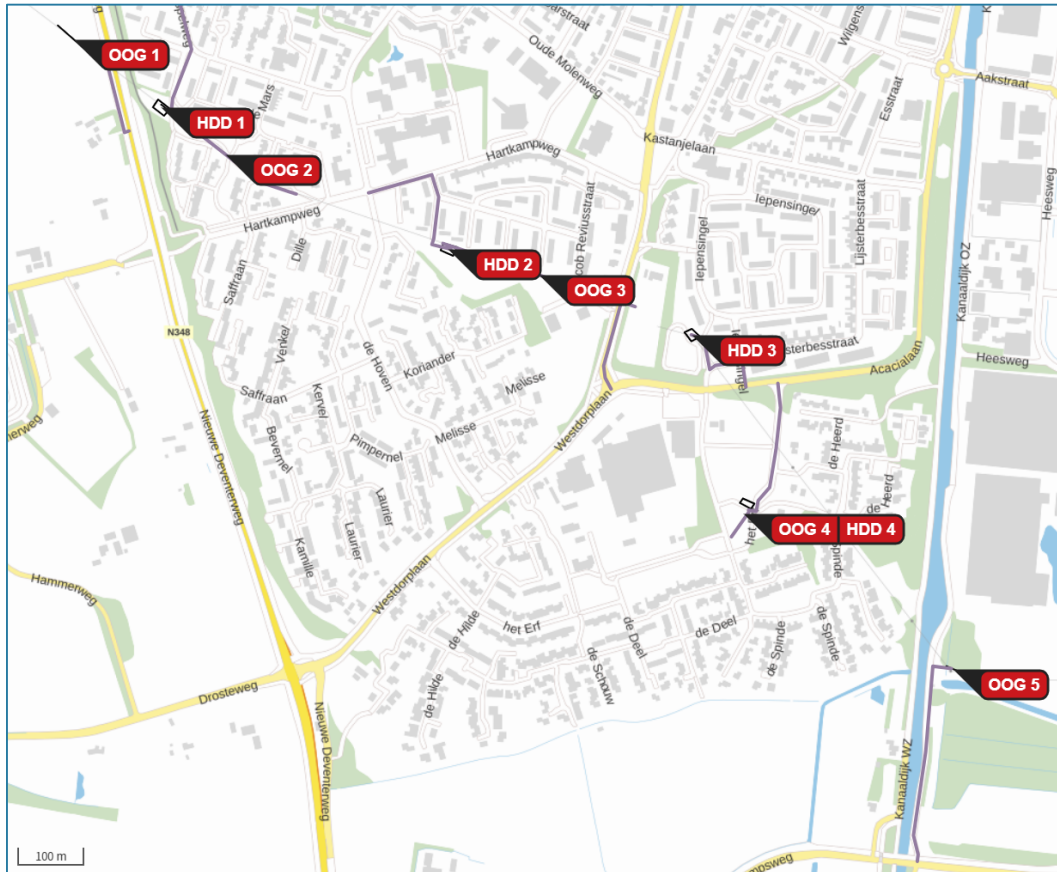 OOG 1
HDD 1
OOG 2
HDD 2
OOG 3
HDD 3
OOG 4 HDD 4
OOG 5
Oude Molenweg
Wilgens
Aakstraat
Esstraat
Kastanjelaan
Hartkampweg
Iepensingel
Iepensingel
Lijsterbesstraat
Heesweg
Kanaaldijk OZ
cob Reviusstraat
Mars
Hartkampweg
Dille
Saffraan
N348
Venkel
de Hoven
Koriander
Melisse
sterbesstraat
Acacialaan
Heesweg
Saffraan
Kervel
Bevernel
Pimpernel
Melisse
Westdorplaan
de Heerd
de Heerd
Nieuwe Deventerweg
Laurier
Laurier
Kamille
Hammerweg
Westdorplaan
het Erf
de Hilde
de Hilde
de Deel
de Deel
de Schouw
de Spinde
de Spinde
Spinde
Drosteweg
Nieuwe Deventerweg
Kanaaldijk WZ
mpsweg
100 m